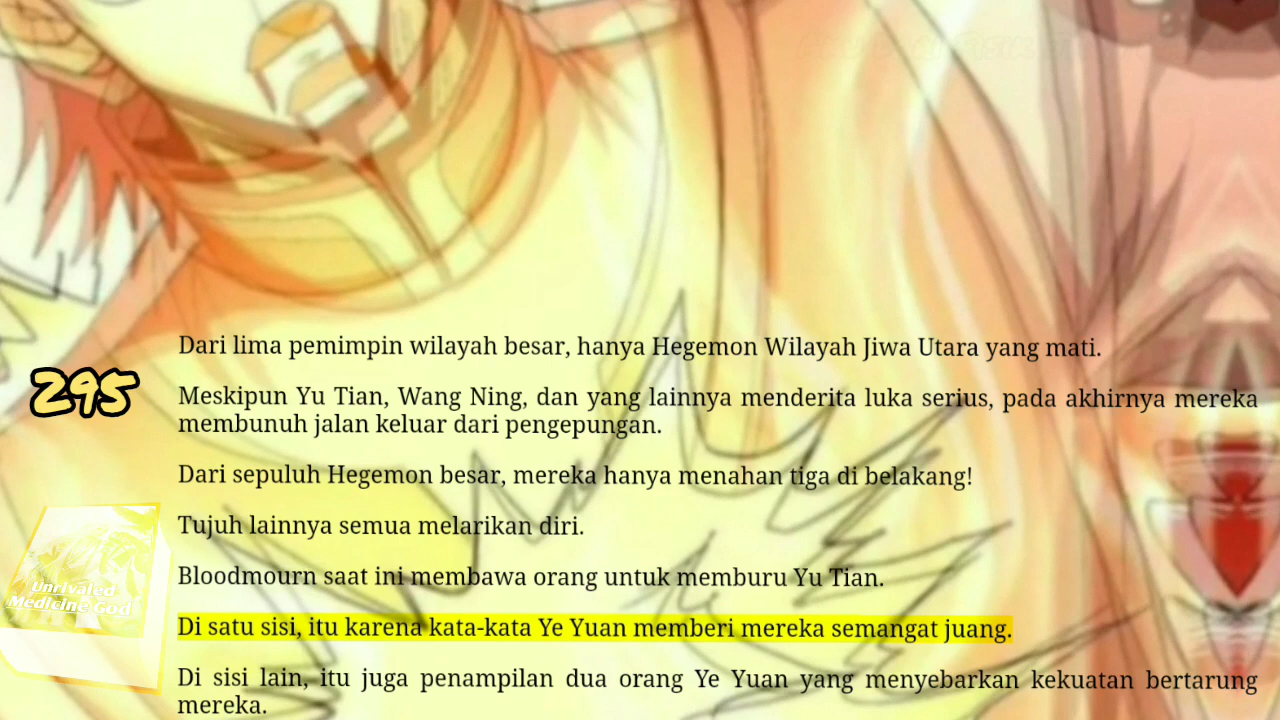 Dari lima pemimpin wilayah besar, hanya Hegemon Wilayah Jiwa Utara yang mati.
295
Meskipun Yu Tian, Wang Ning, dan yang lainnya menderita luka serius, pada akhirnya mereka
membunuh jalan keluar dari pengepungan.
Dari sepuluh Hegemon besar, mereka hanya menahan tiga di belakang!
Tujuh lainnya semua melarikan diri.
Bloodmourn saat ini membawa orang untuk memburu Yu Tian.
Unrivaled
Medicine God
Di satu sisi, itu karena kata-kata Ye Yuan memberi mereka semangat juang.
Di sisi lain, itu juga penampilan dua orang Ye Yuan yang menyebarkan kekuatan bertarung
mereka.